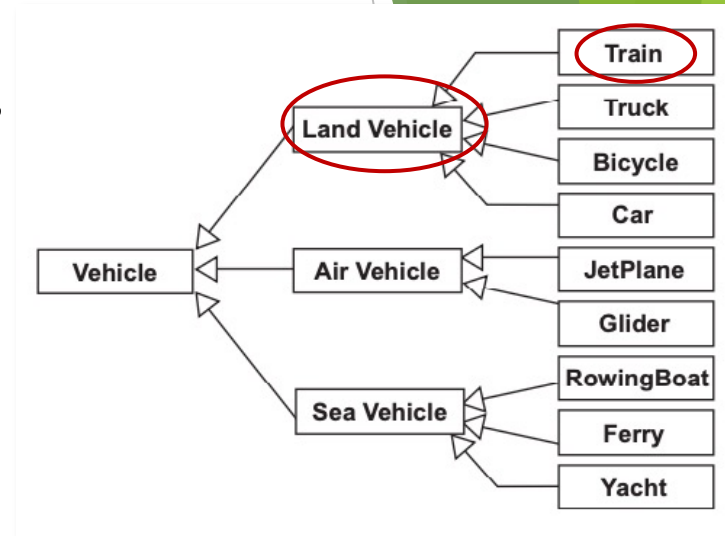 Train
Truck
Land Vehicle
Bicycle
Car
Vehicle
Air Vehicle
JetPlane
Glider
RowingBoat
Sea Vehicle
Ferry
Yacht